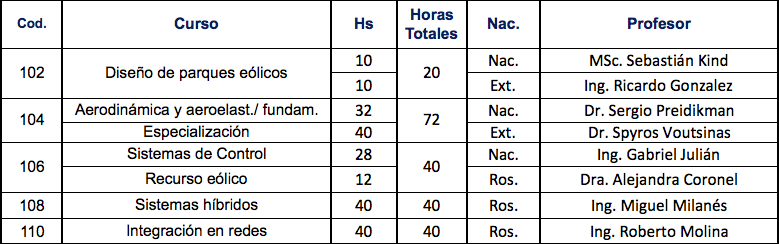 Cod. Curso Hs Horas Totales Nac. Profesor
102 Diseño de parques eólicos 10 20 Nac. MSc. Sebastián Kind
10 Ext. Ing. Ricardo Gonzalez
104 Aerodinámica y aeroelast./ fundam. 32 72 Nac. Dr. Sergio Preidikman
Especialización 40 Ext. Dr. Spyros Voutsinas
106 Sistemas de Control 28 40 Nac. Ing. Gabriel Julián
Recurso eólico 12 Ros. Dra. Alejandra Coronel
108 Sistemas híbridos 40 40 Ros. Ing. Miguel Milanés
110 Integración en redes 40 40 Ros. Ing. Roberto Molina